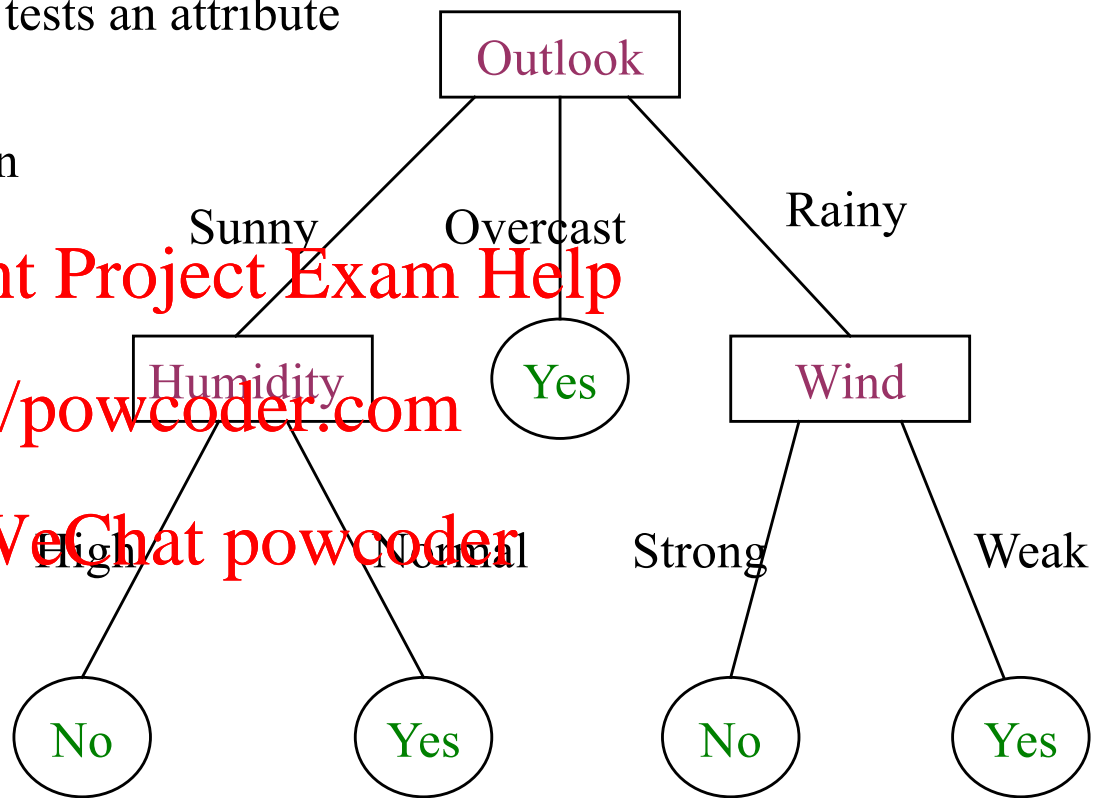 tests an attribute
Outlook
n
Sunny Overcast Rainy
nt Project Exam Help
Humidity Yes Wind
/powcoder.com
WeChat powcoder
High Normal Strong Weak
No Yes No Yes